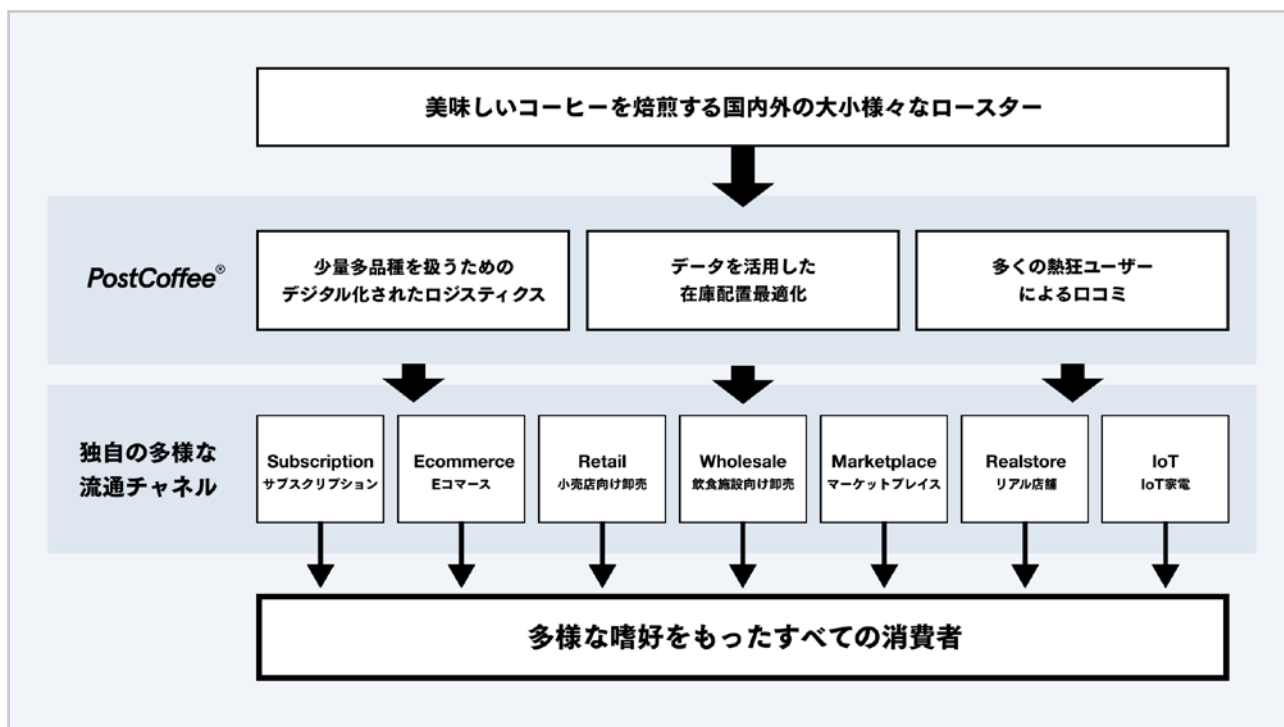 美味しいコーヒーを焙煎する国内外の大小様々なロースター
PostCoffee®
少量多品種を扱うための
デジタル化されたロジスティクス
データを活用した
在庫配置最適化
多くの熱狂ユーザー
による口コミ
独自の多様な
流通チャネル
Subscription
サブスクリプション
Ecommerce
Eコマース
Retail
小売店向け卸売
Wholesale
飲食施設向け卸売
Marketplace
マーケットプレイス
Realstore
リアル店舗
IoT
IoT家電
多様な嗜好をもったすべての消費者